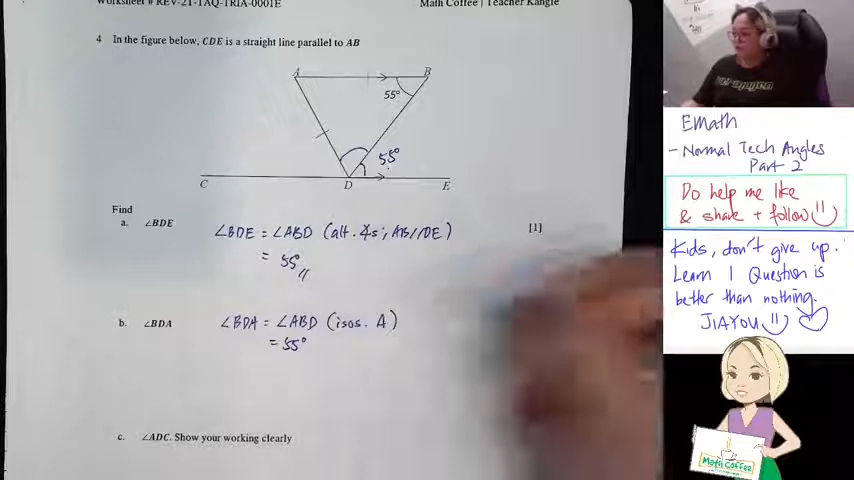 Worksheet # REV-21-TAQ-TRIA-0001E
Math Coffee | Teacher Kangie
4 In the figure below, CDE is a straight line parallel to AB
A
B
55°
55°
C
D
E
Find
a. ∠BDE
∠BDE = ∠ABD (alt. ∠s; AB//DE)
= 55°//
[1]
b. ∠BDA
∠BDA = ∠ABD (isos. Δ)
= 55°
c. ∠ADC. Show your working clearly
EMath
- Normal Tech Angles
Part 2
Do help me like
& share + follow
Kids, don't give up.
Learn 1 Question is
better than nothing.
JIAYOU
Math Coffee